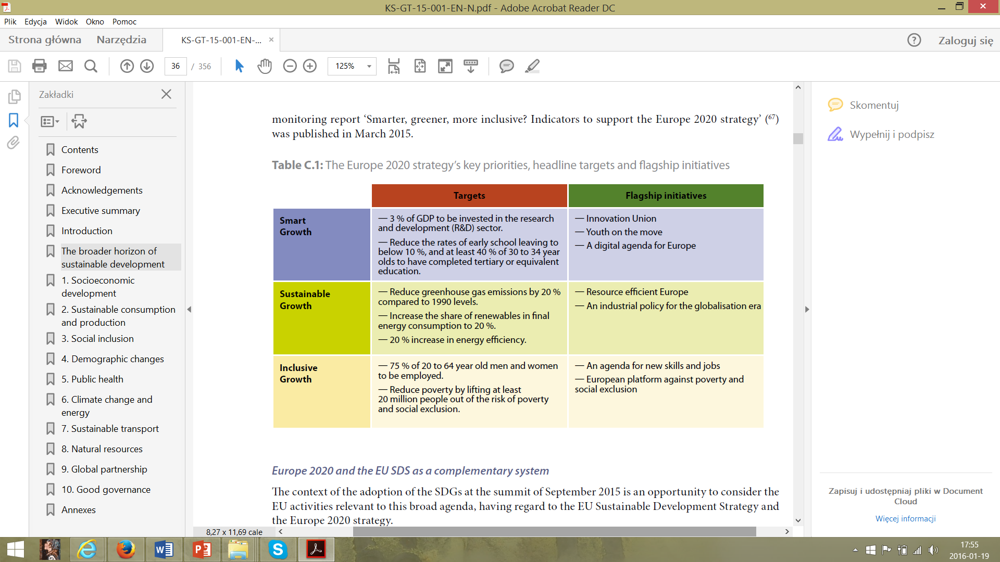 KS-GT-15-001-EN-N.pdf - Adobe Acrobat Reader DC
Plik Edycja Widok Okno Pomoc
Strona główna Narzędzia KS-GT-15-001-EN-... × ? Zaloguj się
36 / 356 125%
Zakładki
Contents
Foreword
Acknowledgements
Executive summary
Introduction
The broader horizon of
sustainable development
1. Socioeconomic
development
2. Sustainable consumption
and production
3. Social inclusion
4. Demographic changes
5. Public health
6. Climate change and
energy
7. Sustainable transport
8. Natural resources
9. Global partnership
10. Good governance
Annexes
monitoring report ‘Smarter, greener, more inclusive? Indicators to support the Europe 2020 strategy’ (67)
was published in March 2015.
Table C.1: The Europe 2020 strategy’s key priorities, headline targets and flagship initiatives
Targets
Flagship initiatives
Smart
Growth
— 3 % of GDP to be invested in the research
and development (R&D) sector.
— Reduce the rates of early school leaving to
below 10 %, and at least 40 % of 30 to 34 year
olds to have completed tertiary or equivalent
education.
— Innovation Union
— Youth on the move
— A digital agenda for Europe
Sustainable
Growth
— Reduce greenhouse gas emissions by 20 %
compared to 1990 levels.
— Increase the share of renewables in final
energy consumption to 20 %.
— 20 % increase in energy efficiency.
— Resource efficient Europe
— An industrial policy for the globalisation era
Inclusive
Growth
— 75 % of 20 to 64 year old men and women
to be employed.
— Reduce poverty by lifting at least
20 million people out of the risk of poverty
and social exclusion.
— An agenda for new skills and jobs
— European platform against poverty and
social exclusion
Europe 2020 and the EU SDS as a complementary system
The context of the adoption of the SDGs at the summit of September 2015 is an opportunity to consider the
EU activities relevant to this broad agenda, having regard to the EU Sustainable Development Strategy and
the Europe 2020 strategy.
8,27 x 11,69 cale
Skomentuj
Wypełnij i podpisz
Zapisuj i udostępniaj pliki w Document
Cloud
Więcej informacji
17:55
2016-01-19